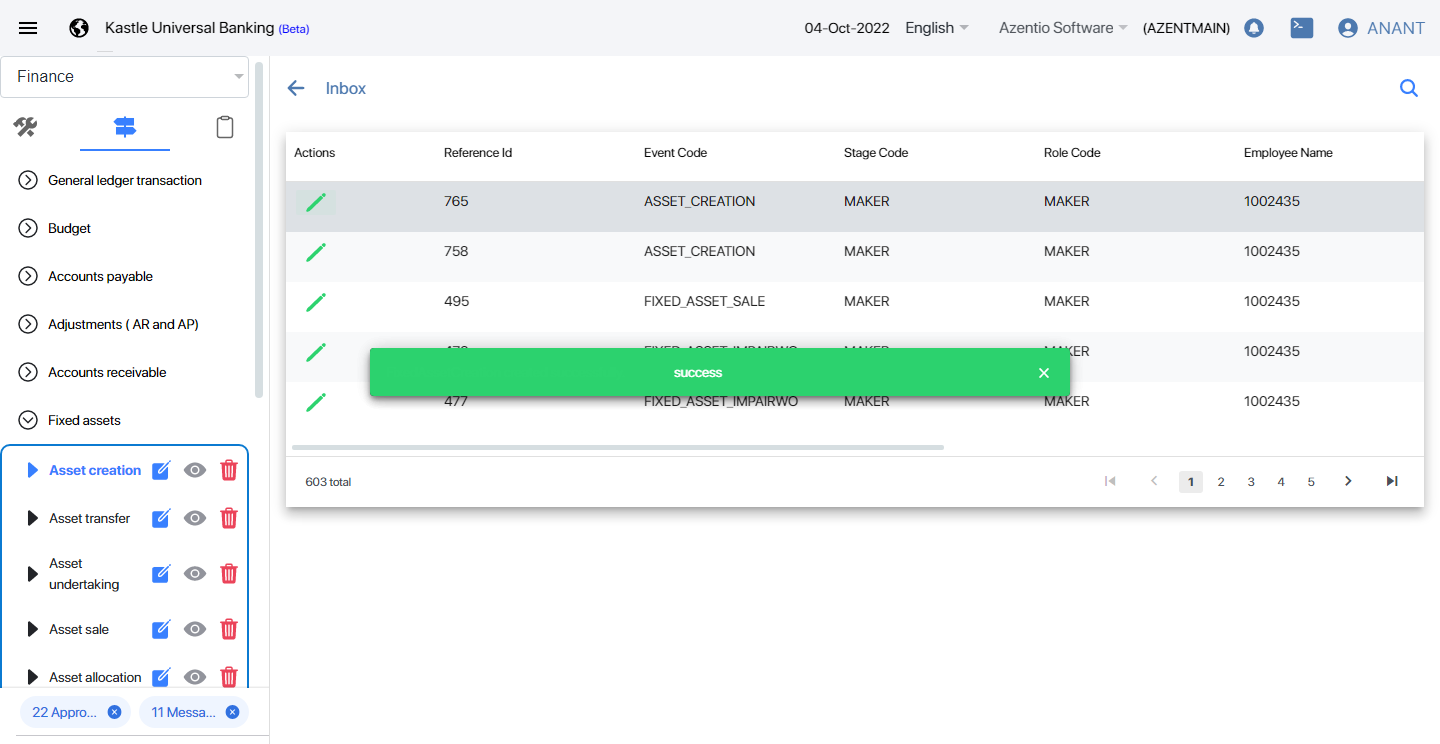 Kastle Universal Banking (Beta)
04-Oct-2022 English Azentio Software (AZENTMAIN) ANANT
Finance
Inbox
General ledger transaction
Budget
Accounts payable
Adjustments ( AR and AP)
Accounts receivable
Fixed assets
Asset creation
Asset transfer
Asset
undertaking
Asset sale
Asset allocation
22 Appro... 11 Messa...
Actions Reference Id Event Code Stage Code Role Code Employee Name
765 ASSET_CREATION MAKER MAKER 1002435
758 ASSET_CREATION MAKER MAKER 1002435
495 FIXED_ASSET_SALE MAKER MAKER 1002435
FIXED_ASSET_IMPAIRWO MAKER MAKER 1002435
success
477 FIXED_ASSET_IMPAIRWO MAKER MAKER 1002435
603 total 1 2 3 4 5